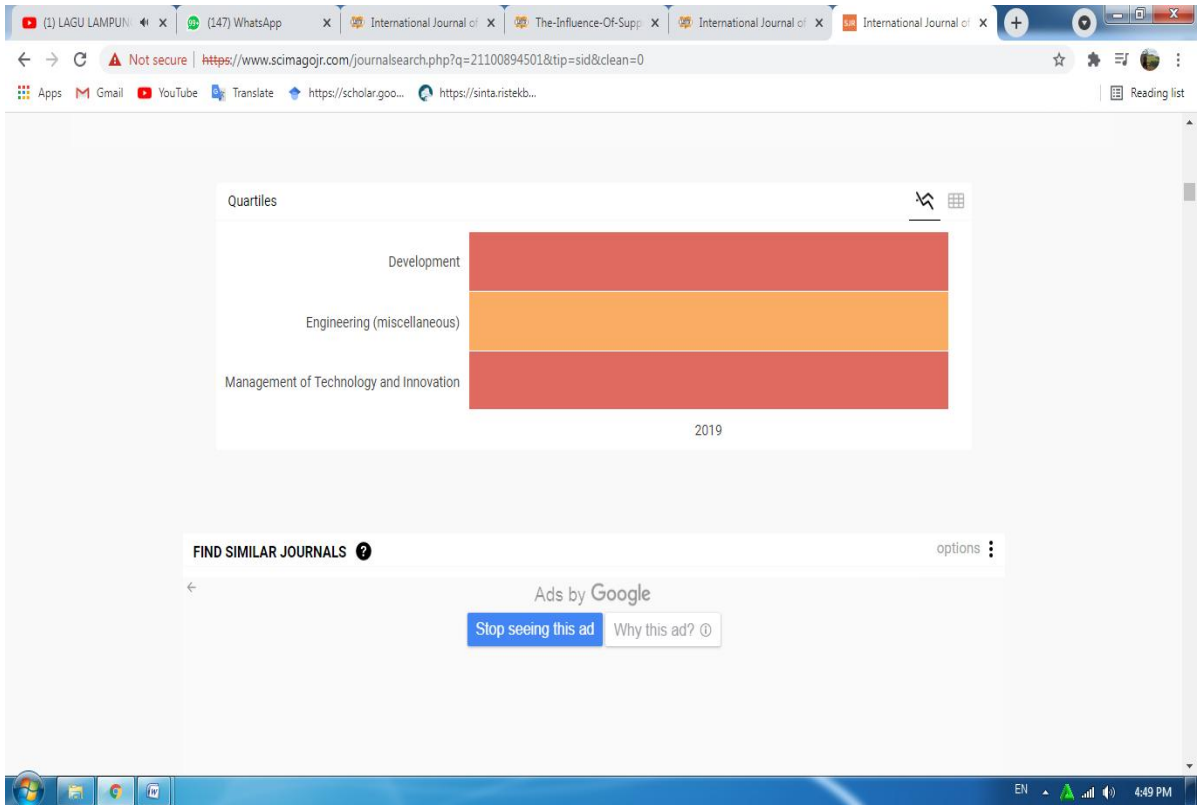 (1) LAGU LAMPUN
(147) WhatsApp
International Journal of
The-Influence-Of-Supp
International Journal of
SJR International Journal of
Not secure | https://www.scimagojr.com/journalsearch.php?q=21100894501&tip=sid&clean=0
Apps Gmail YouTube Translate https://scholar.goo... https://sinta.ristekb... Reading list
Quartiles
Development
Engineering (miscellaneous)
Management of Technology and Innovation
2019
FIND SIMILAR JOURNALS ? options
Ads by Google
Stop seeing this ad Why this ad?
EN 4:49 PM